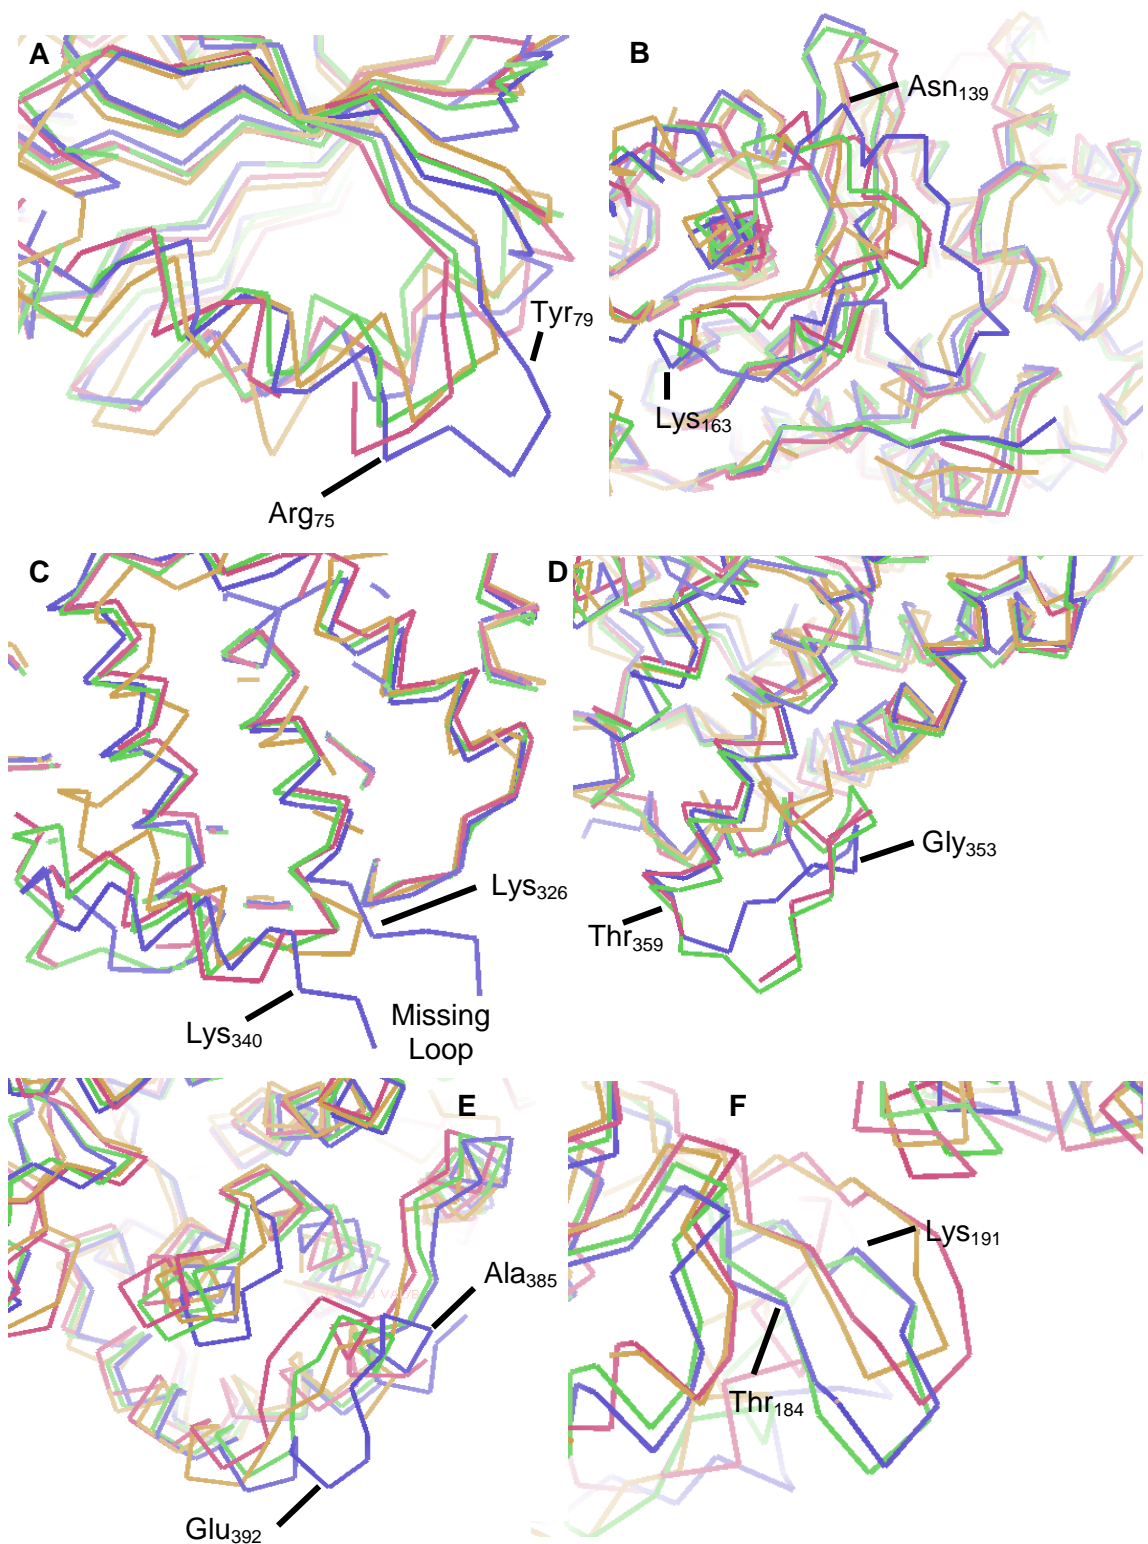 A
B
Asn139
Tyr79
Lys163
Arg75
C
D
Gly353
Lys326
Thr359
Lys340
Missing
Loop
E
F
Lys191
Ala385
Thr184
Glu392